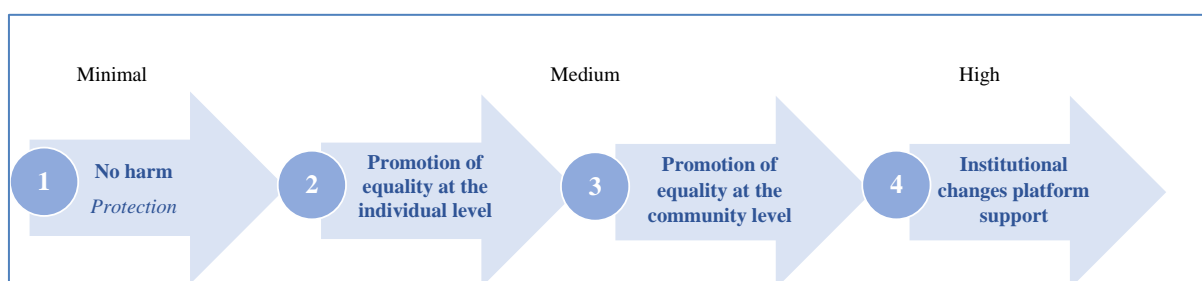 Minimal
Medium
High
1
No harm
Protection
2
Promotion of
equality at the
individual level
3
Promotion of
equality at the
community level
4
Institutional
changes platform
support